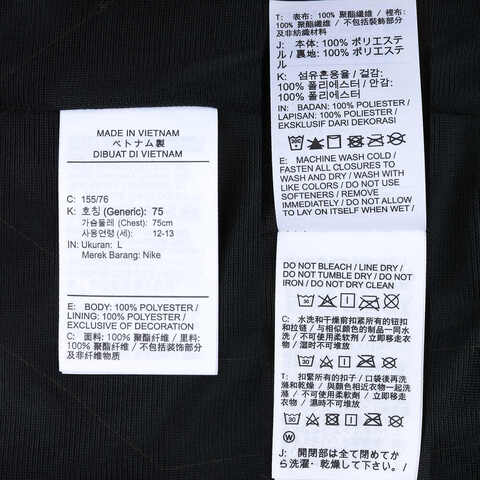 MADE IN VIETNAM
ベトナム製
DIBUAT DI VIETNAM
C: 155/76
K: 호칭 (Generic): 75
가슴둘레 (Chest): 75cm
사용연령 (세): 12-13
IN: Ukuran: L
Merek Barang: Nike
E: BODY: 100% POLYESTER/
LINING: 100% POLYESTER/
EXCLUSIVE OF DECORATION
C: 面料: 100% 聚酯纤维 / 里料:
100% 聚酯纤维 / 不包括装饰部分
及非纤维物质
T: 表布: 100% 聚酯纖維 / 裡布:
100% 聚酯纖維 / 不包括裝飾部分
及非紡織材料
J: 本体: 100% ポリエステ
ル / 裏地: 100% ポリエステ
ル
K: 섬유혼용율 / 겉감:
100% 폴리에스터 / 안감:
100% 폴리에스터
IN: BADAN: 100% POLIESTER/
LAPISAN: 100% POLIESTER/
EKSKLUSIF DARI DEKORASI
E: MACHINE WASH COLD /
FASTEN ALL CLOSURES TO
WASH AND DRY / WASH WITH
LIKE COLORS / DO NOT USE
SOFTENERS / REMOVE
IMMEDIATELY / DO NOT ALLOW
TO LAY ON ITSELF WHEN WET /
DO NOT BLEACH / LINE DRY /
DO NOT TUMBLE DRY / DO NOT
IRON / DO NOT DRY CLEAN
C: 水洗和干燥前扣紧所有的钮扣
和拉链 / 与相似颜色的制品一同水
洗 / 不可使用柔软剂 / 立即移走衣
物 / 湿衣物不可堆放
T: 扣緊所有的扣子 / 口袋後再洗
滌和乾燥 / 與顏色相近衣物一起洗
滌 / 不可使用柔軟劑 / 立即移走
衣物 / 濕時不可堆放
W
J: 開閉部は全て閉めてか
ら洗濯、乾燥して下さい /